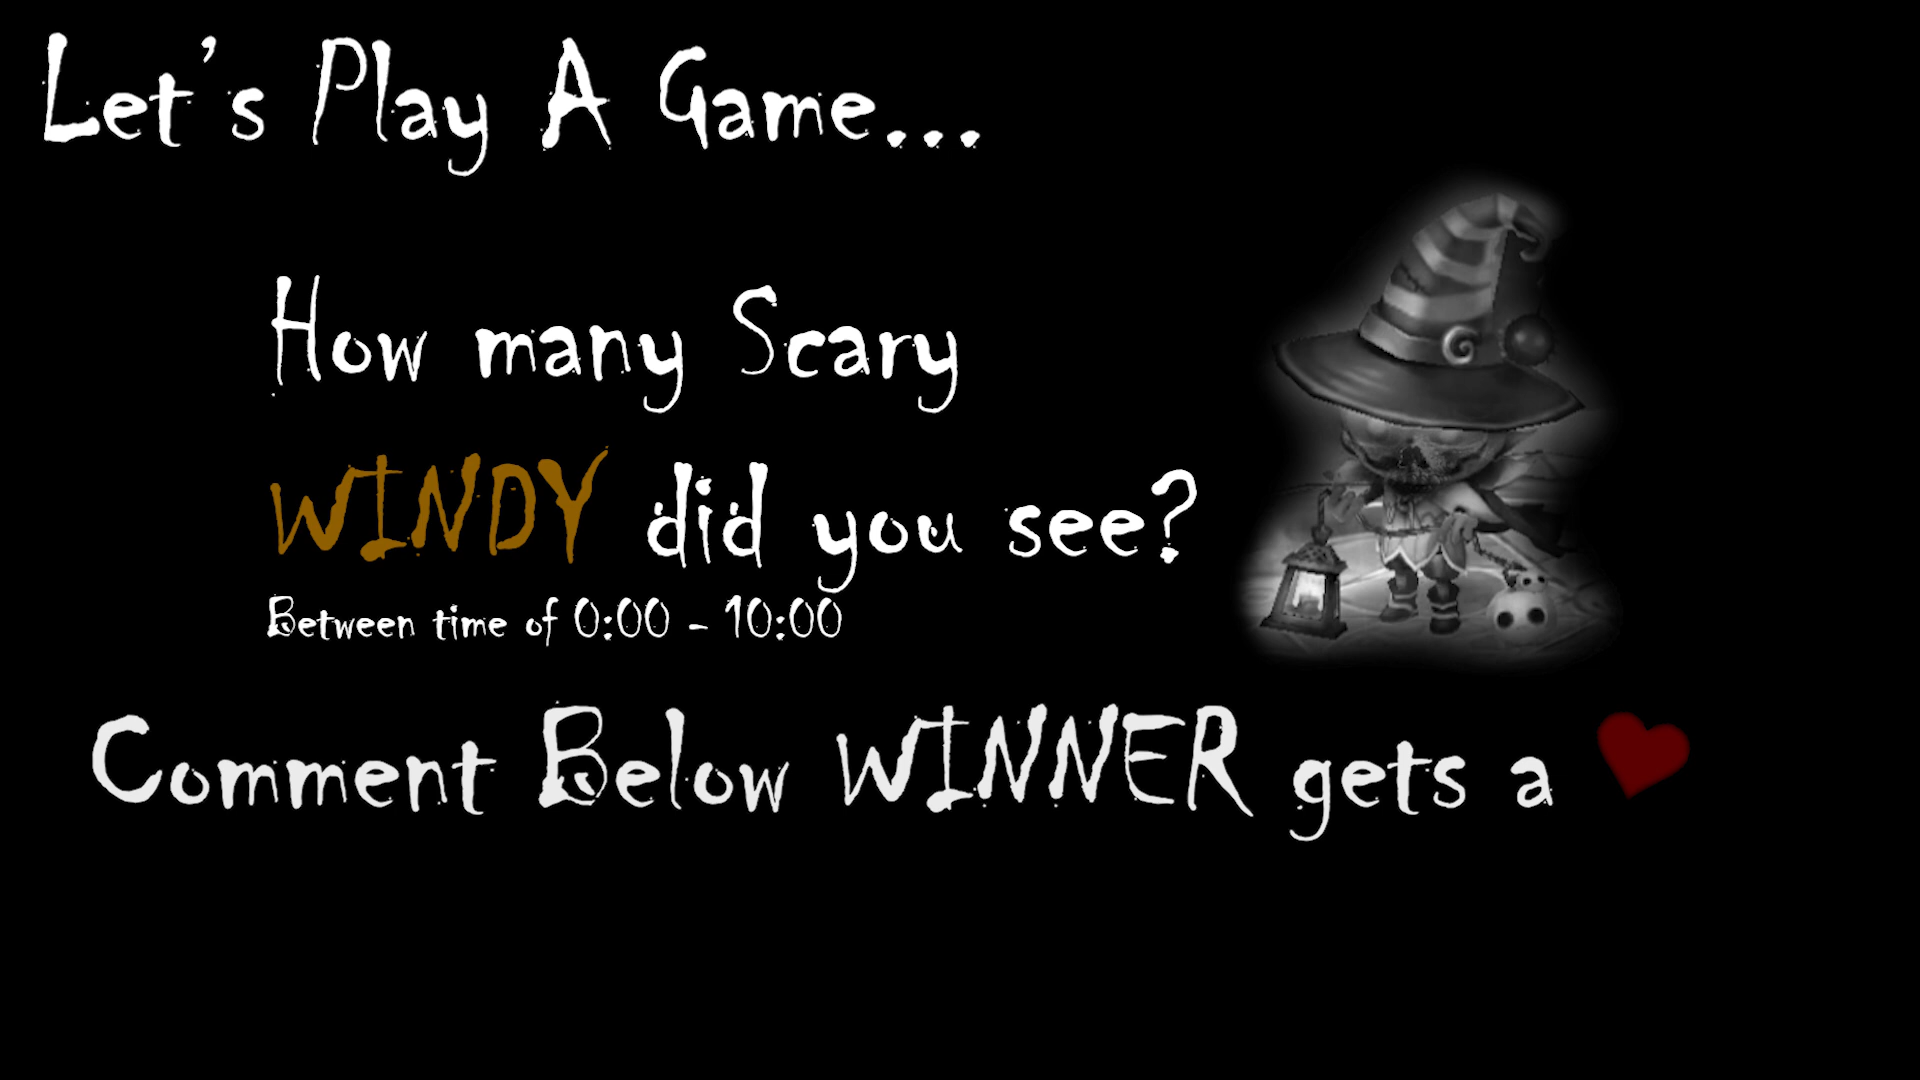 Let's Play A Game...
How many Scary
WINDY did you see?
Between time of 0:00 - 10:00
Comment Below WINNER gets a